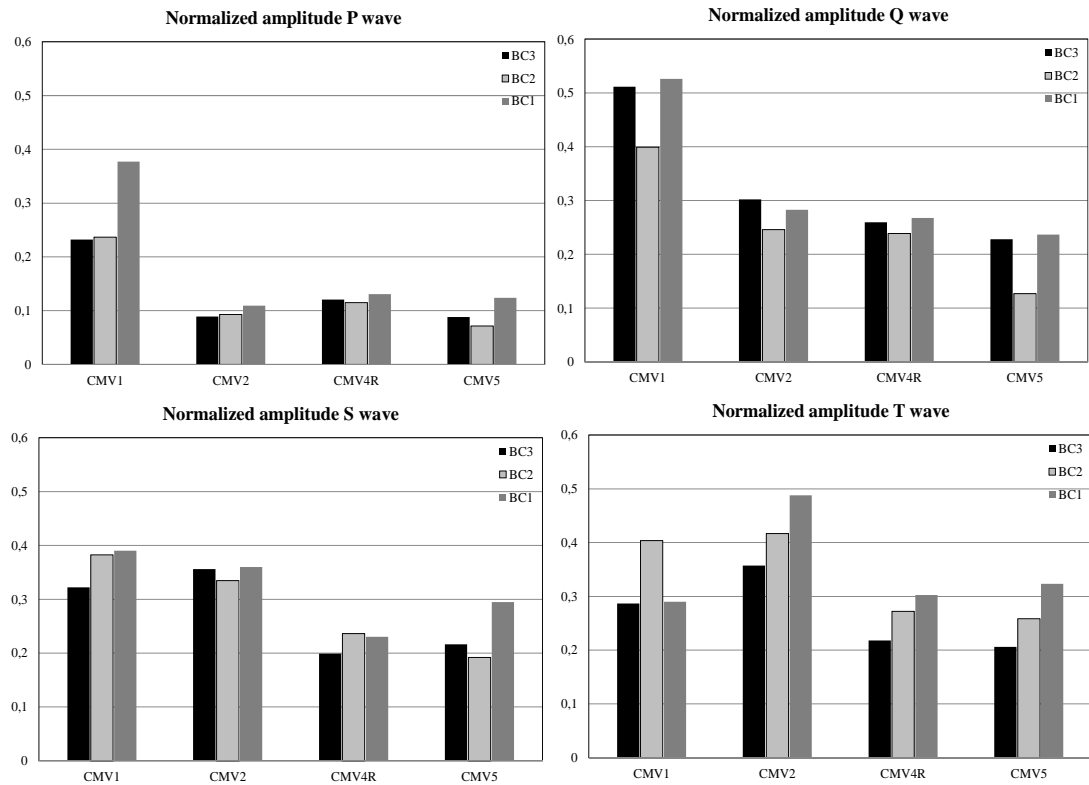 Normalized amplitude P wave
0,6
0,5
0,4
0,3
0,2
0,1
0
BC3
BC2
BC1
CMV1 CMV2 CMV4R CMV5
Normalized amplitude Q wave
0,6
0,5
0,4
0,3
0,2
0,1
0
BC3
BC2
BC1
CMV1 CMV2 CMV4R CMV5
Normalized amplitude S wave
0,6
0,5
0,4
0,3
0,2
0,1
0
BC3
BC2
BC1
CMV1 CMV2 CMV4R CMV5
Normalized amplitude T wave
0,6
0,5
0,4
0,3
0,2
0,1
0
BC3
BC2
BC1
CMV1 CMV2 CMV4R CMV5